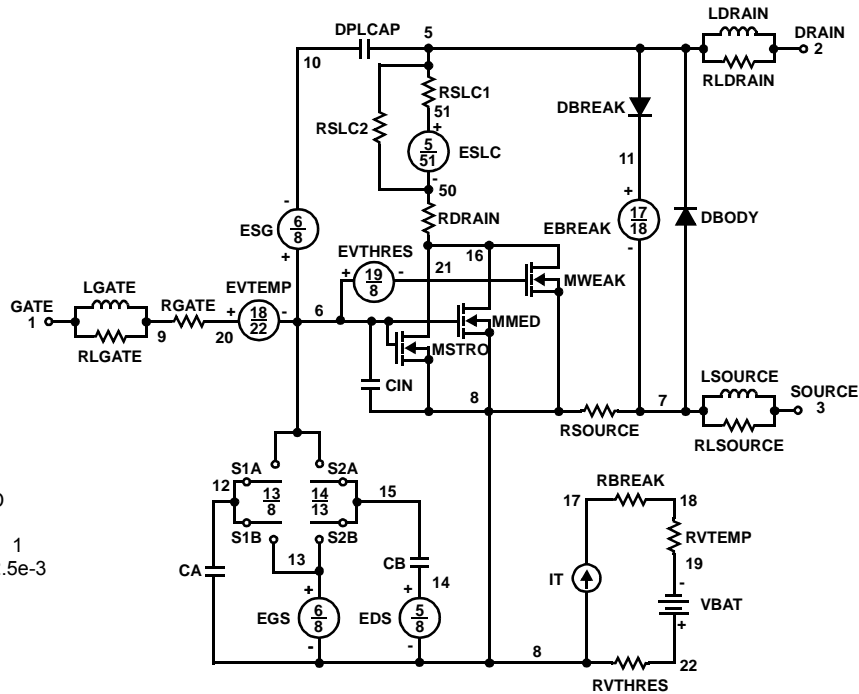 LDRAIN
DPLCAP 5 DRAIN
10 2
RLDRAIN
RSLC1
DBREAK
51
RSLC2 +
5
51 ESLC
11
- 50
- +
17
18
6
8
ESG RDRAIN EBREAK DBODY
+ EVTHRES 16 -
+ 19
8 - 21 MWEAK
LGATE EVTEMP
GATE RGATE + 18
22 - 6 MMED
1
9 20 MSTRO
RLGATE
LSOURCE
CIN 8 7 SOURCE
3
RSOURCE
RLSOURCE
S1A S2A
12 13
8 14
13 15 RBREAK
17 18
S1B S2B
RVTEMP
13 CB 19
CA 14 IT -
+ +
VBAT
EGS 6
8 EDS 5
8 +
- - 8 22
RVTHRES
0
1
.5e-3